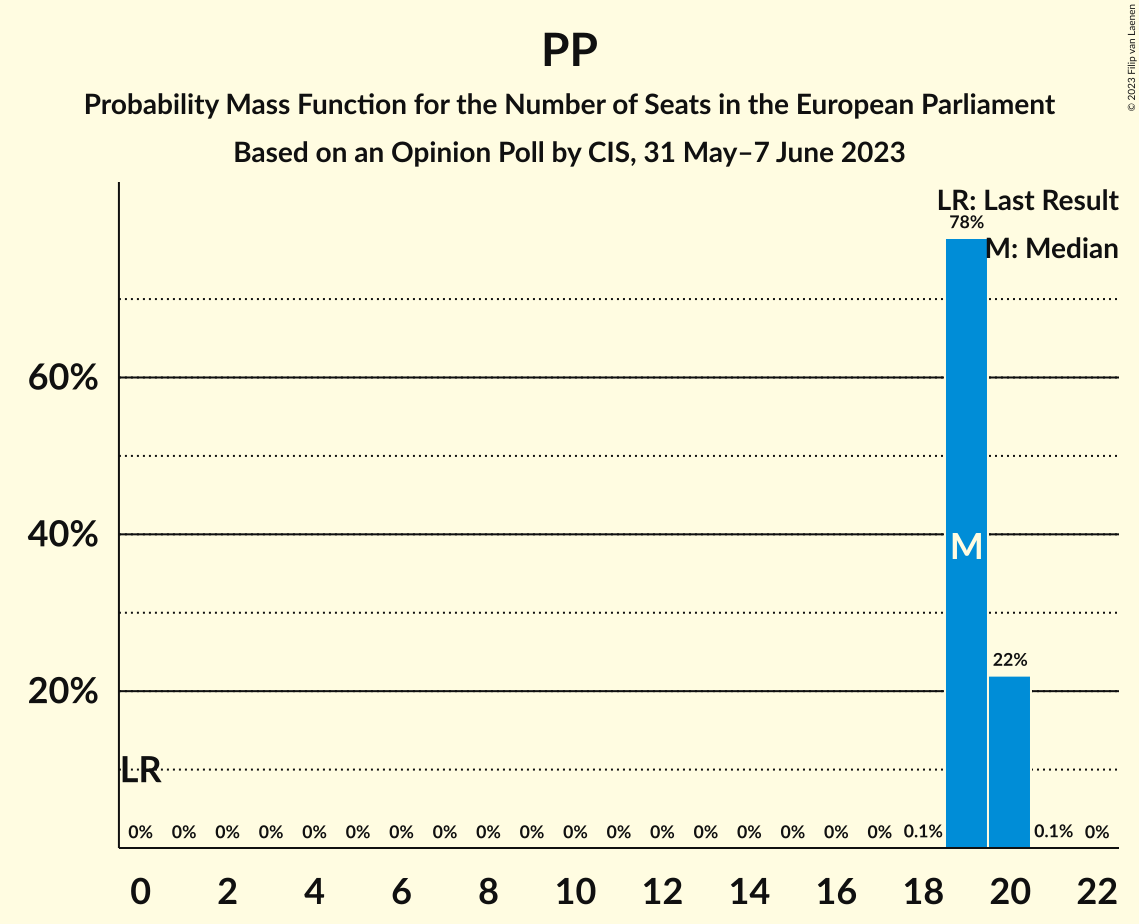 PP
Probability Mass Function for the Number of Seats in the European Parliament
Based on an Opinion Poll by CIS, 31 May–7 June 2023
© 2023 Filip van Laenen
LR: Last Result
M: Median
78%
60%
40%
M
22%
20%
LR
0% 0% 0% 0% 0% 0% 0% 0% 0% 0% 0% 0% 0% 0% 0% 0% 0% 0% 0.1% 0.1% 0%
0 2 4 6 8 10 12 14 16 18 20 22